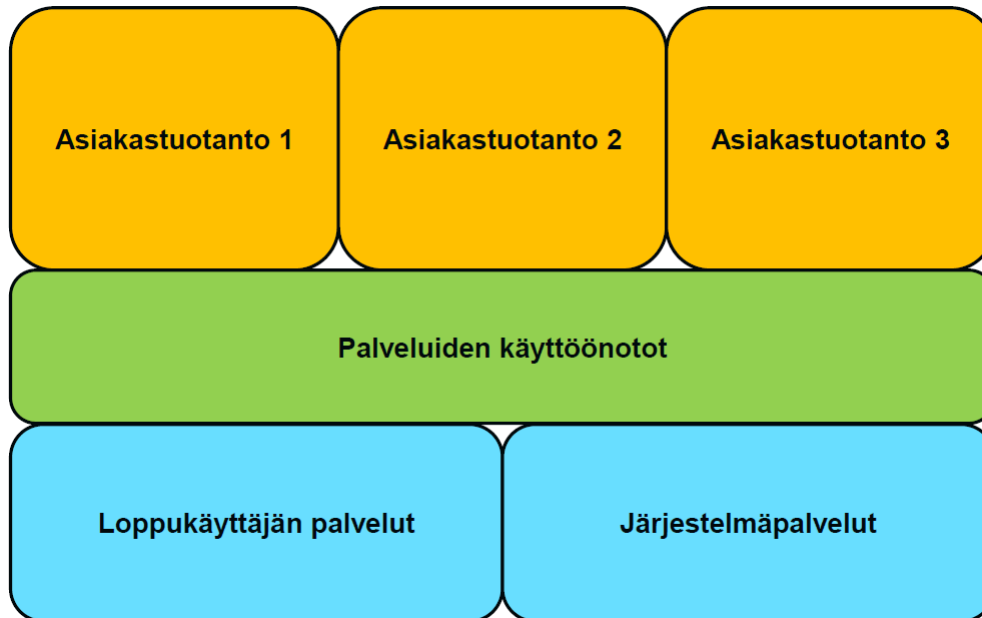 Asiakastuotanto 1
Asiakastuotanto 2
Asiakastuotanto 3
Palveluiden käyttöönotot
Loppukäyttäjän palvelut
Järjestelmäpalvelut